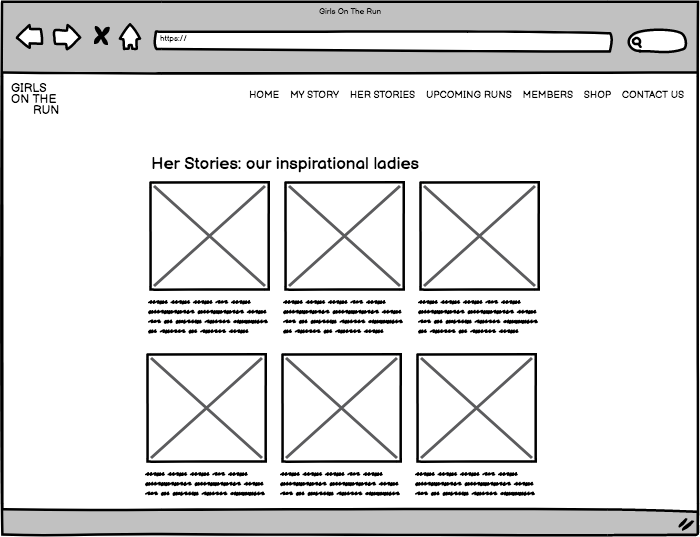 Girls On The Run
https://
GIRLS
ON THE
RUN
HOME MY STORY HER STORIES UPCOMING RUNS MEMBERS SHOP CONTACT US
Her Stories: our inspirational ladies